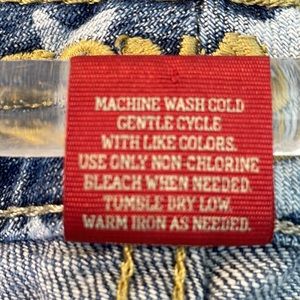 MACHINE WASH COLD
GENTLE CYCLE
WITH LIKE COLORS.
USE ONLY NON-CHLORINE
BLEACH WHEN NEEDED.
TUMBLE DRY LOW.
WARM IRON AS NEEDED.